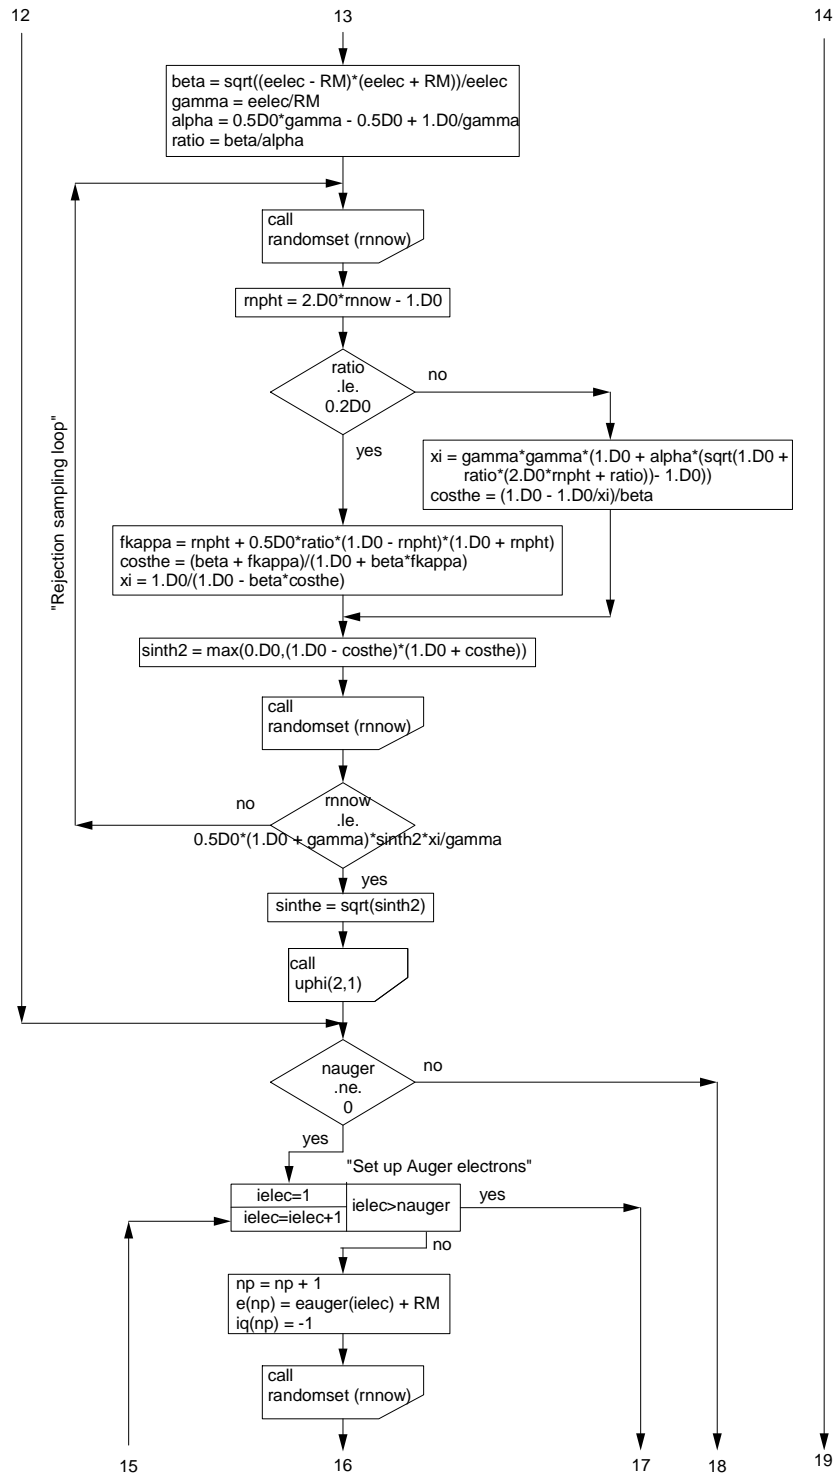 12
13
14
beta = sqrt((eelec - RM)*(eelec + RM))/eelec
gamma = eelec/RM
alpha = 0.5D0*gamma - 0.5D0 + 1.D0/gamma
ratio = beta/alpha
call
randomset (rnnow)
rnpht = 2.D0*rnnow - 1.D0
ratio
.le.
0.2D0
no
yes
"Rejection sampling loop"
xi = gamma*gamma*(1.D0 + alpha*(sqrt(1.D0 +
ratio*(2.D0*rnpht + ratio))- 1.D0))
costhe = (1.D0 - 1.D0/xi)/beta
fkappa = rnpht + 0.5D0*ratio*(1.D0 - rnpht)*(1.D0 + rnpht)
costhe = (beta + fkappa)/(1.D0 + beta*fkappa)
xi = 1.D0/(1.D0 - beta*costhe)
sinth2 = max(0.D0,(1.D0 - costhe)*(1.D0 + costhe))
call
randomset (rnnow)
no
rnnow
.le.
0.5D0*(1.D0 + gamma)*sinth2*xi/gamma
yes
sinthe = sqrt(sinth2)
call
uphi(2,1)
nauger
.ne.
0
no
yes
"Set up Auger electrons"
ielec=1
ielec=ielec+1
ielec>nauger
yes
no
np = np + 1
e(np) = eauger(ielec) + RM
iq(np) = -1
call
randomset (rnnow)
15
16
17
18
19